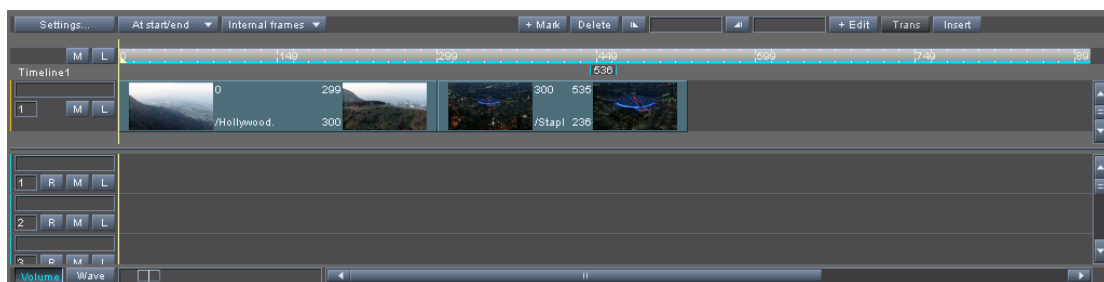 Settings... At start/end Internal frames + Mark Delete + Edit Trans Insert
M L 0 149 299 449 599 749 89
Timeline1 536
0 299 300 535
1 M L /Hollywood. 300 /Stapl 236
1 R M L
2 R M L
3 R M L
Volume Wave